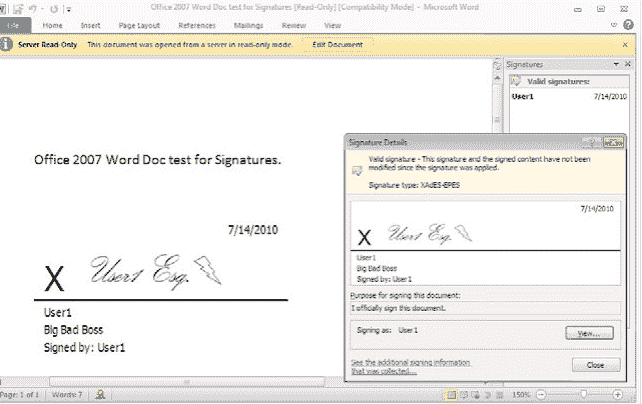 Office 2007 Word Doc test for Signatures [Read-Only] [Compatibility Mode] - Microsoft Word
File Home Insert Page Layout References Mailings Review View
Server Read-Only This document was opened from a server in read-only mode. Edit Document
Signatures
Valid signatures:
User1 7/14/2010
Office 2007 Word Doc test for Signatures.
7/14/2010
X User1 Esq.
User1
Big Bad Boss
Signed by: User1
Signature Details
Valid signature - This signature and the signed content have not been
modified since the signature was applied.
Signature type: XAdES-EPES
7/14/2010
X User1 Esq.
User1
Big Bad Boss
Signed by: User1
Purpose for signing this document:
I officially sign this document.
Signing as: User1 View...
See the additional signing information
that was collected... Close
Page: 1 of 1 Words: 7 150%